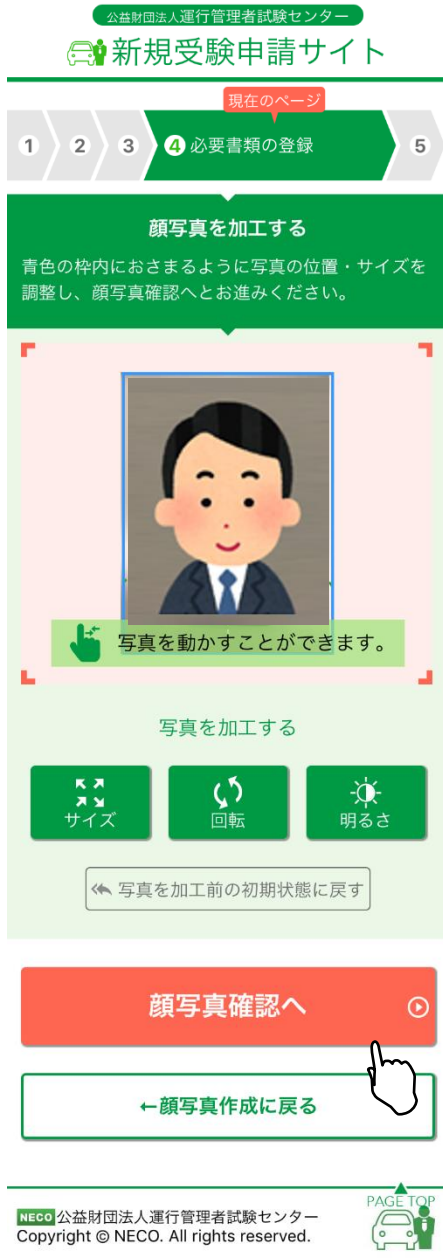 公益財団法人運行管理者試験センター
新規受験申請サイト
現在のページ
1 2 3 4 必要書類の登録 5
顔写真を加工する
青色の枠内におさまるように写真の位置・サイズを
調整し、顔写真確認へとお進みください。
写真を動かすことができます。
写真を加工する
サイズ 回転 明るさ
写真を加工前の初期状態に戻す
顔写真確認へ
←顔写真作成に戻る
PAGE TOP
NECO 公益財団法人運行管理者試験センター
Copyright © NECO. All rights reserved.